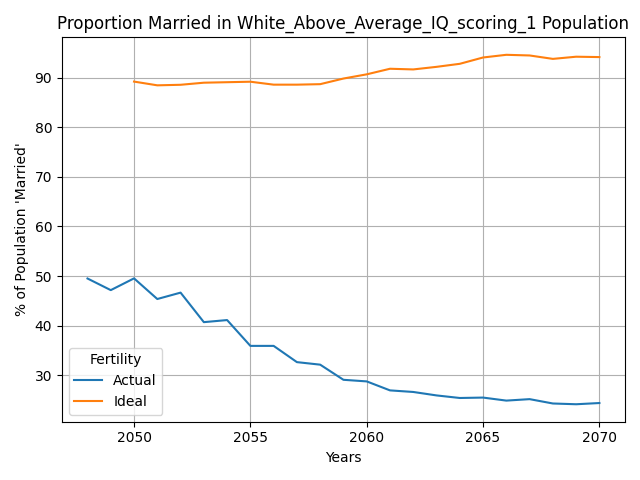 Proportion Married in White_Above_Average_IQ_scoring_1 Population
% of Population 'Married'
90
80
70
60
50
40
30
Fertility
Actual
Ideal
2050 2055 2060 2065 2070
Years